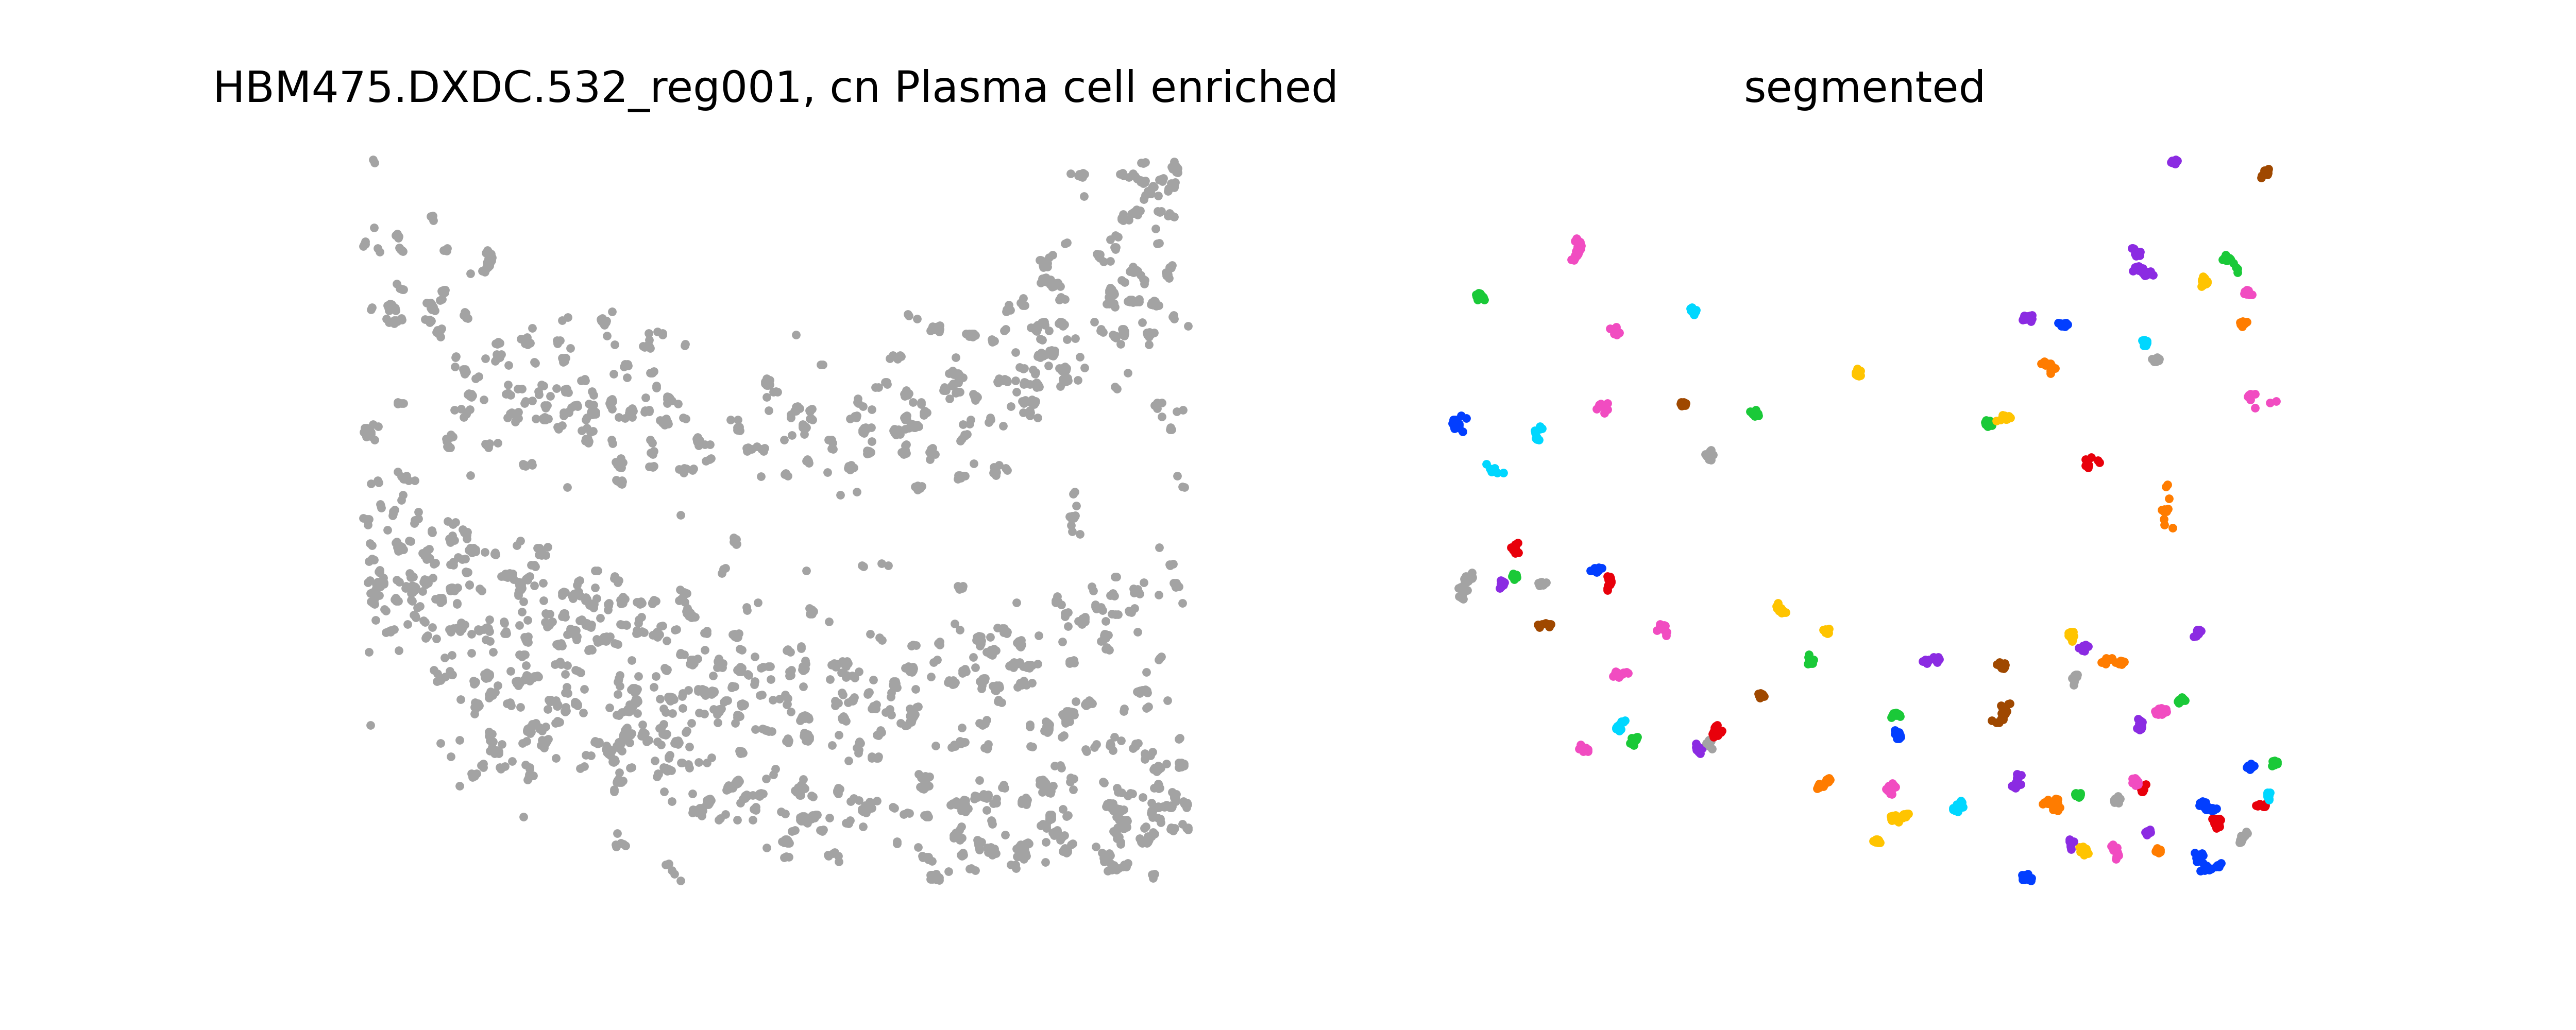 HBM475.DXDC.532_reg001, cn Plasma cell enriched
segmented